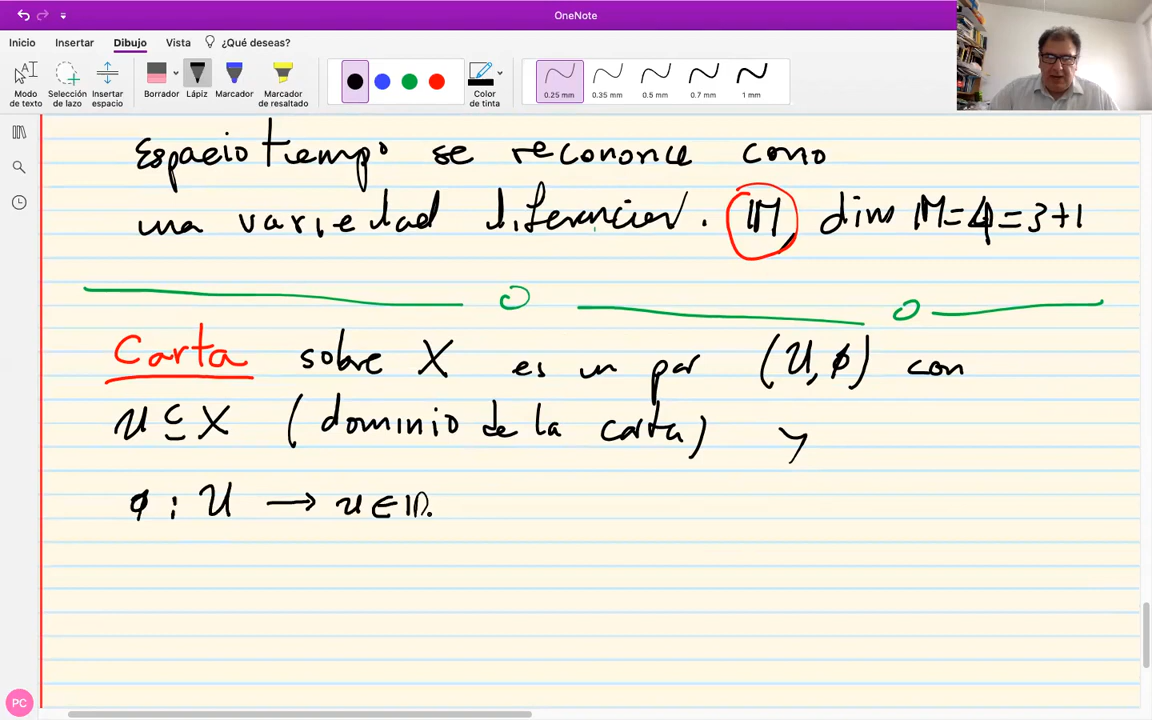 OneNote
Inicio Insertar Dibujo Vista ¿Qué deseas?
Modo de texto Selección de lazo Insertar espacio Borrador Lápiz Marcador Marcador de resaltado Color de tinta 0.25 mm 0.35 mm 0.5 mm 0.7 mm 1 mm
Espacio tiempo se recononce como
una variedad diferencial. M, dim M=4=3+1
Carta sobre X es un par (U, φ) con
U ⊆ X (dominio de la carta) y
φ : U → u ∈ ID.
PC